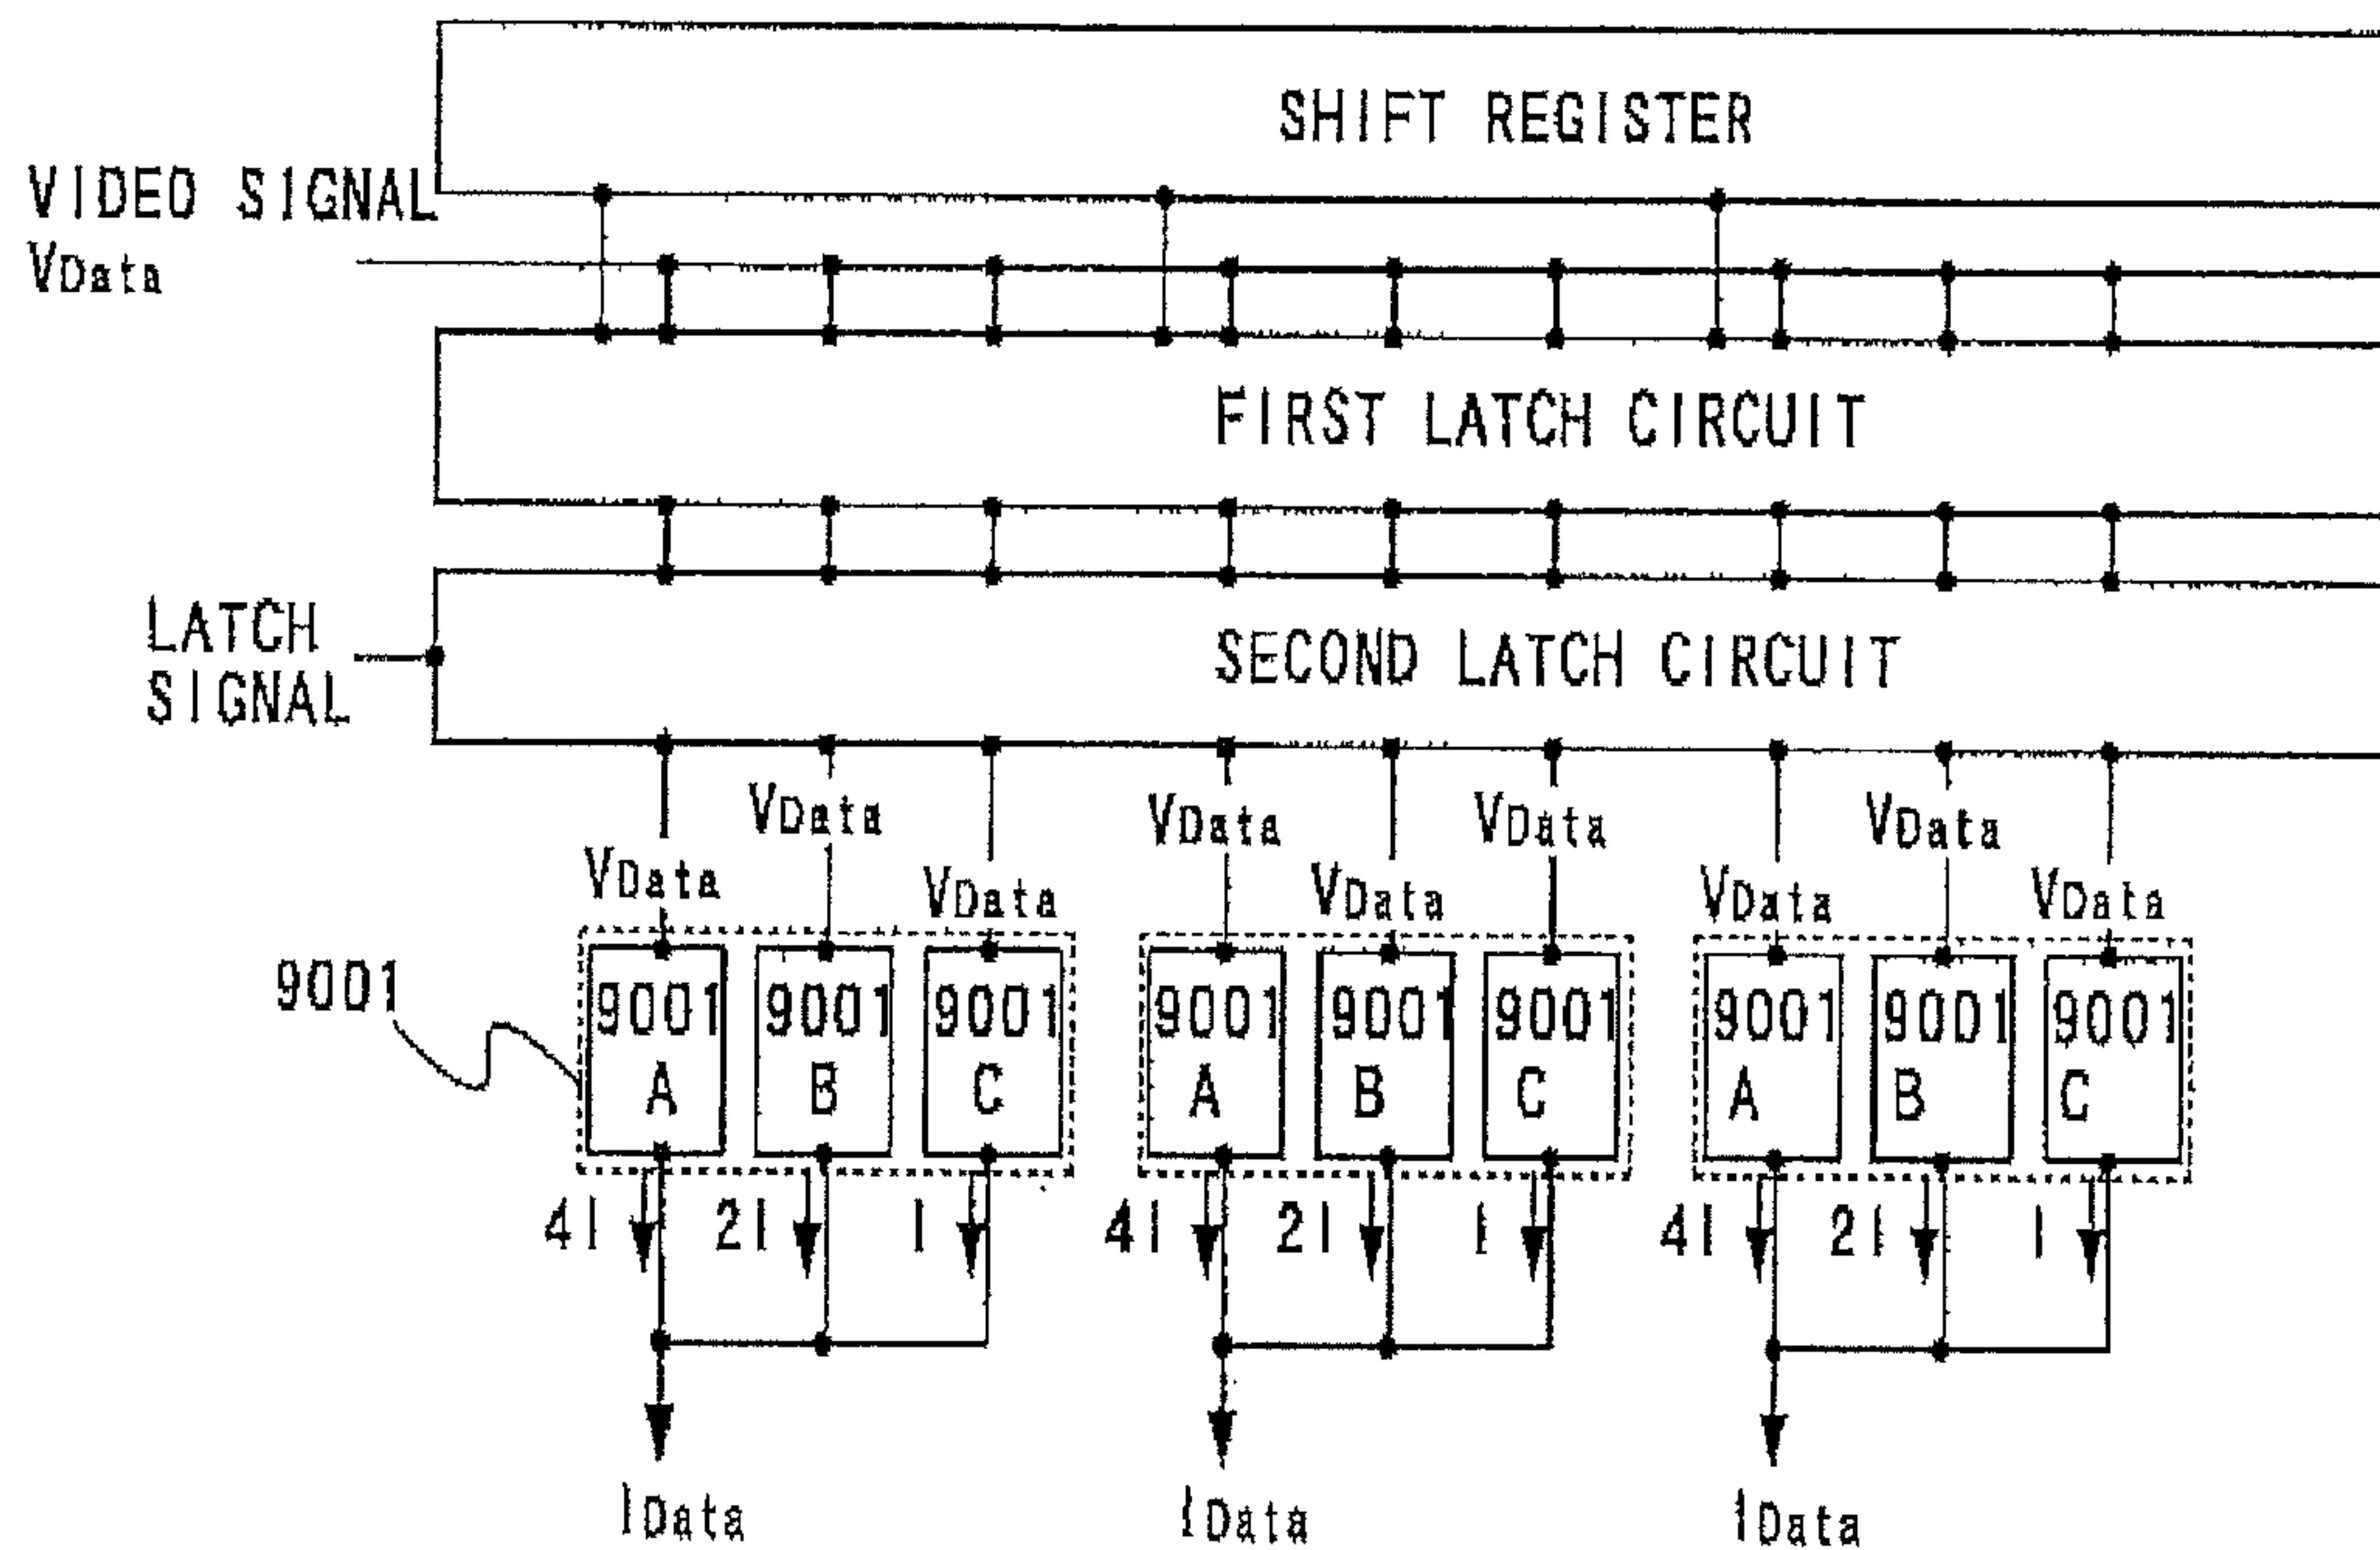 SHIFT REGISTER
VIDEO SIGNAL
VData
FIRST LATCH CIRCUIT
LATCH
SIGNAL
SECOND LATCH CIRCUIT
VData VData VData VData VData VData VData VData VData
9001
9001 9001 9001 9001 9001 9001 9001 9001 9001
A B C A B C A B C
4I 2I I 4I 2I I 4I 2I I
IData IData IData